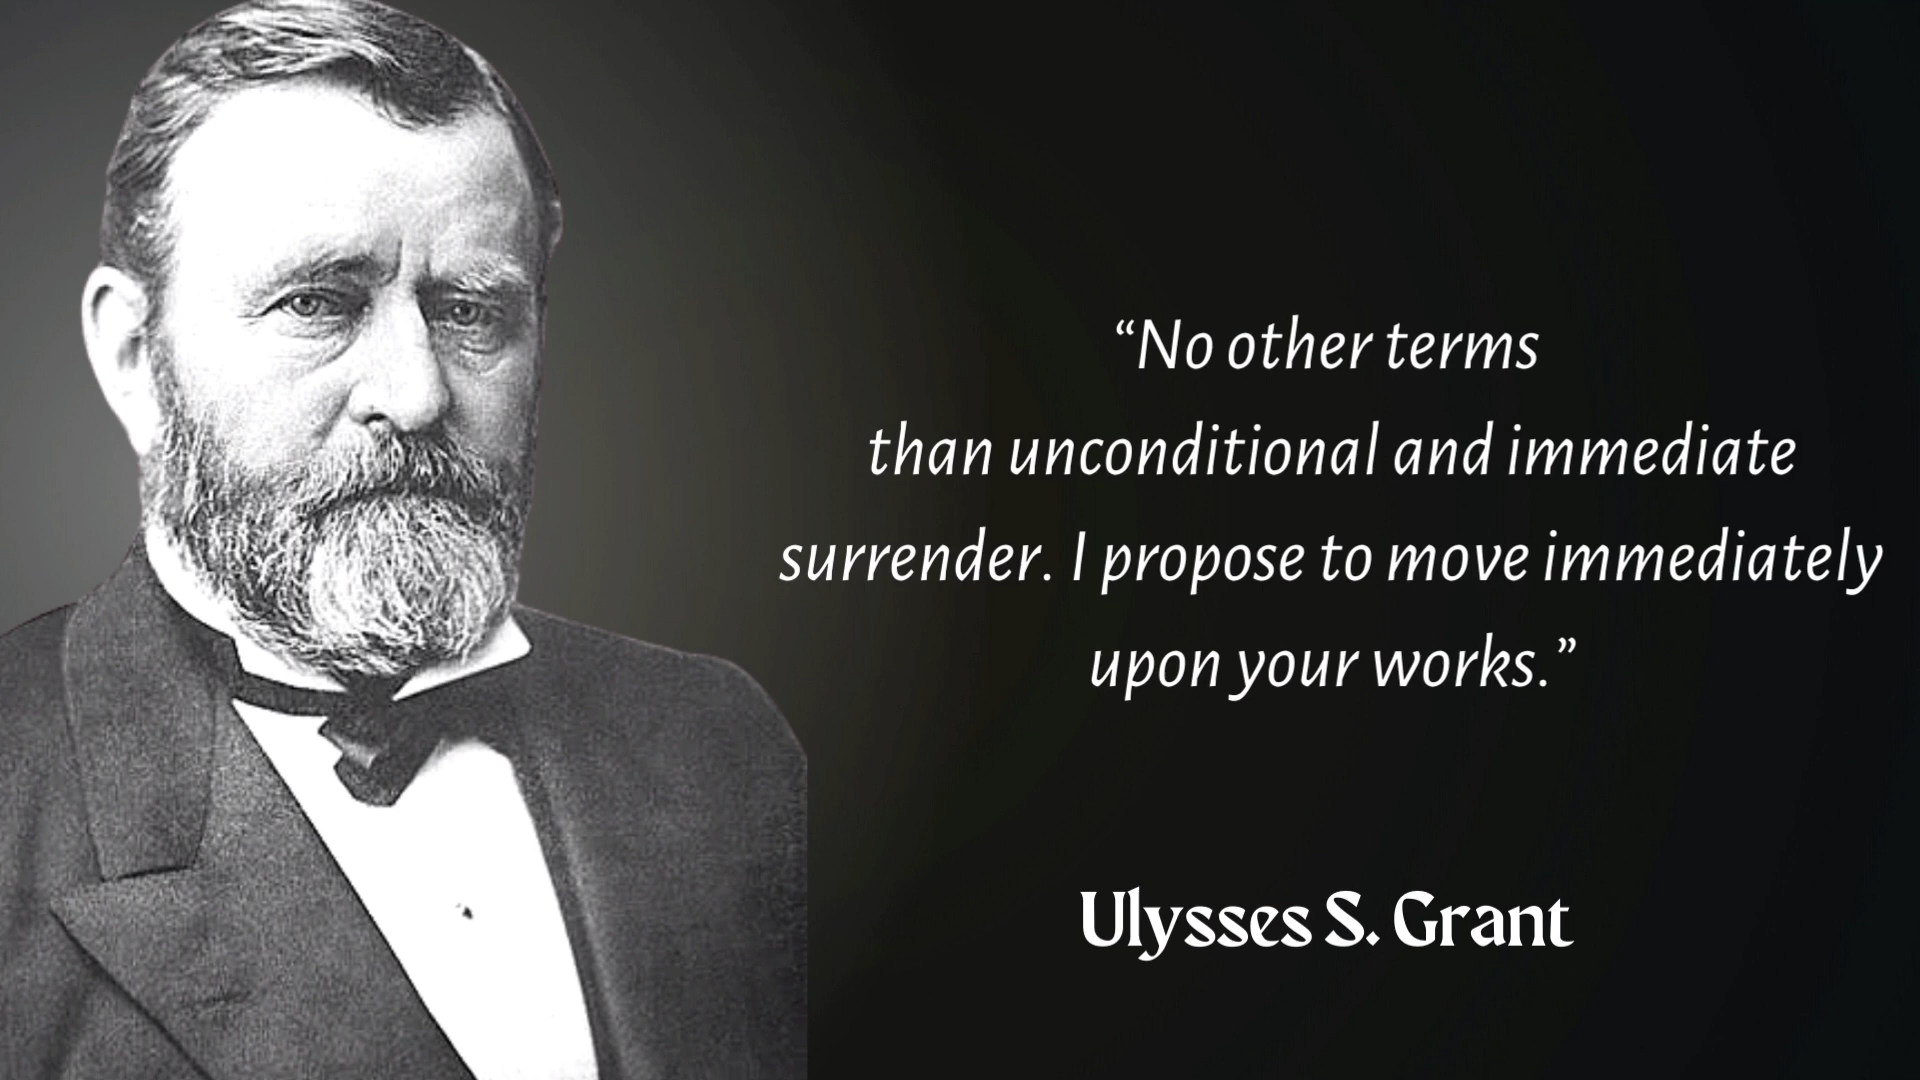 “No other terms
than unconditional and immediate
surrender. I propose to move immediately
upon your works.”
Ulysses S. Grant